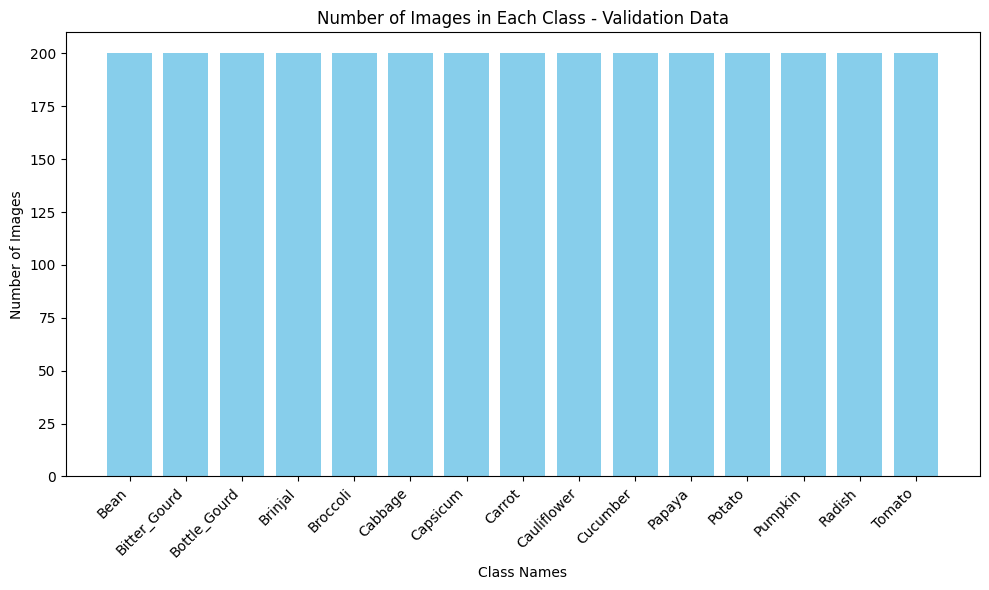 Number of Images in Each Class - Validation Data
Number of Images
200
175
150
125
100
75
50
25
0
Bean
Bitter_Gourd
Bottle_Gourd
Brinjal
Broccoli
Cabbage
Capsicum
Carrot
Cauliflower
Cucumber
Papaya
Potato
Pumpkin
Radish
Tomato
Class Names